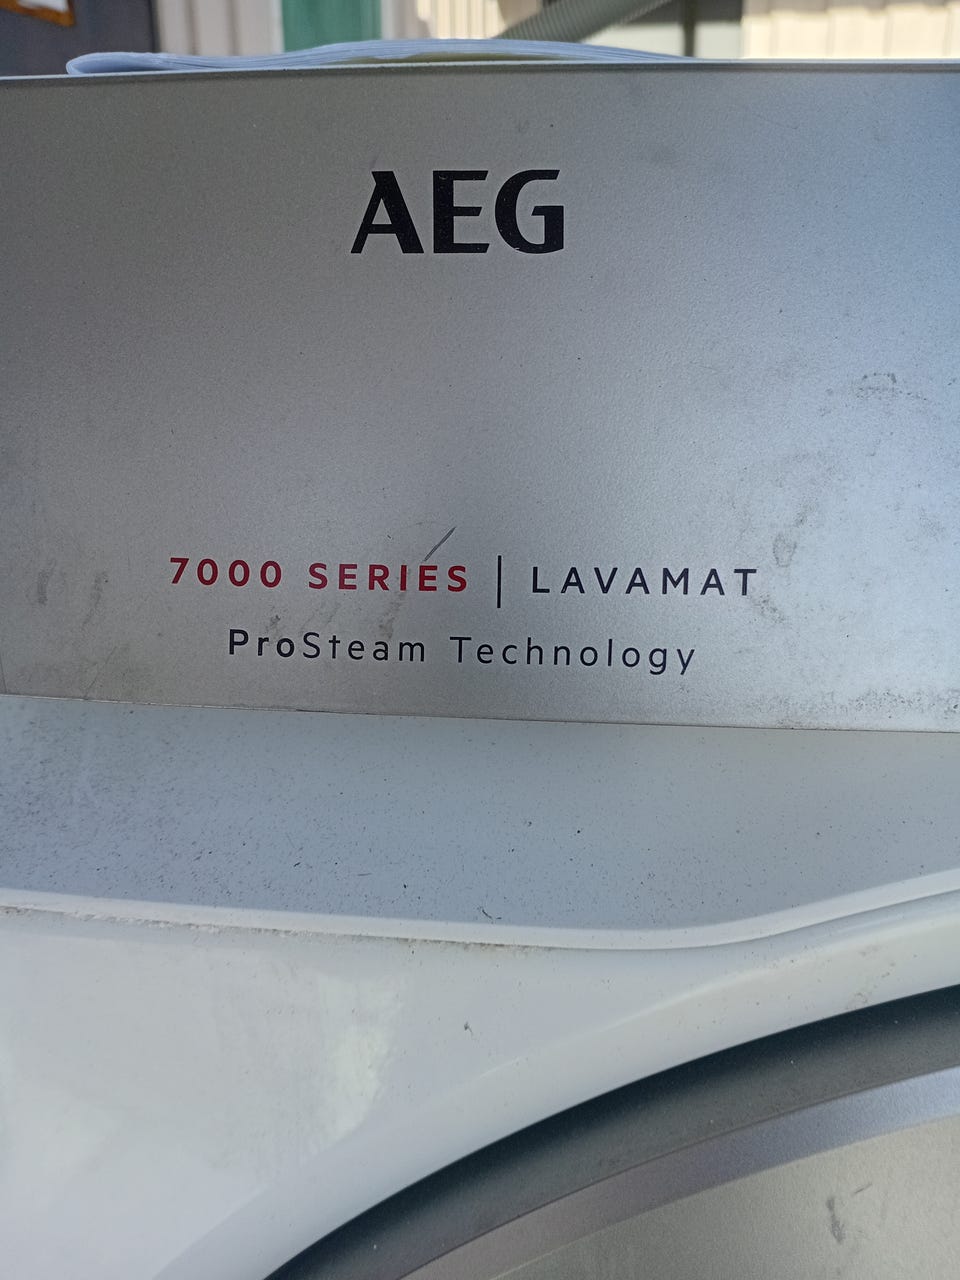 AEG
7000 SERIES | LAVAMAT
ProSteam Technology